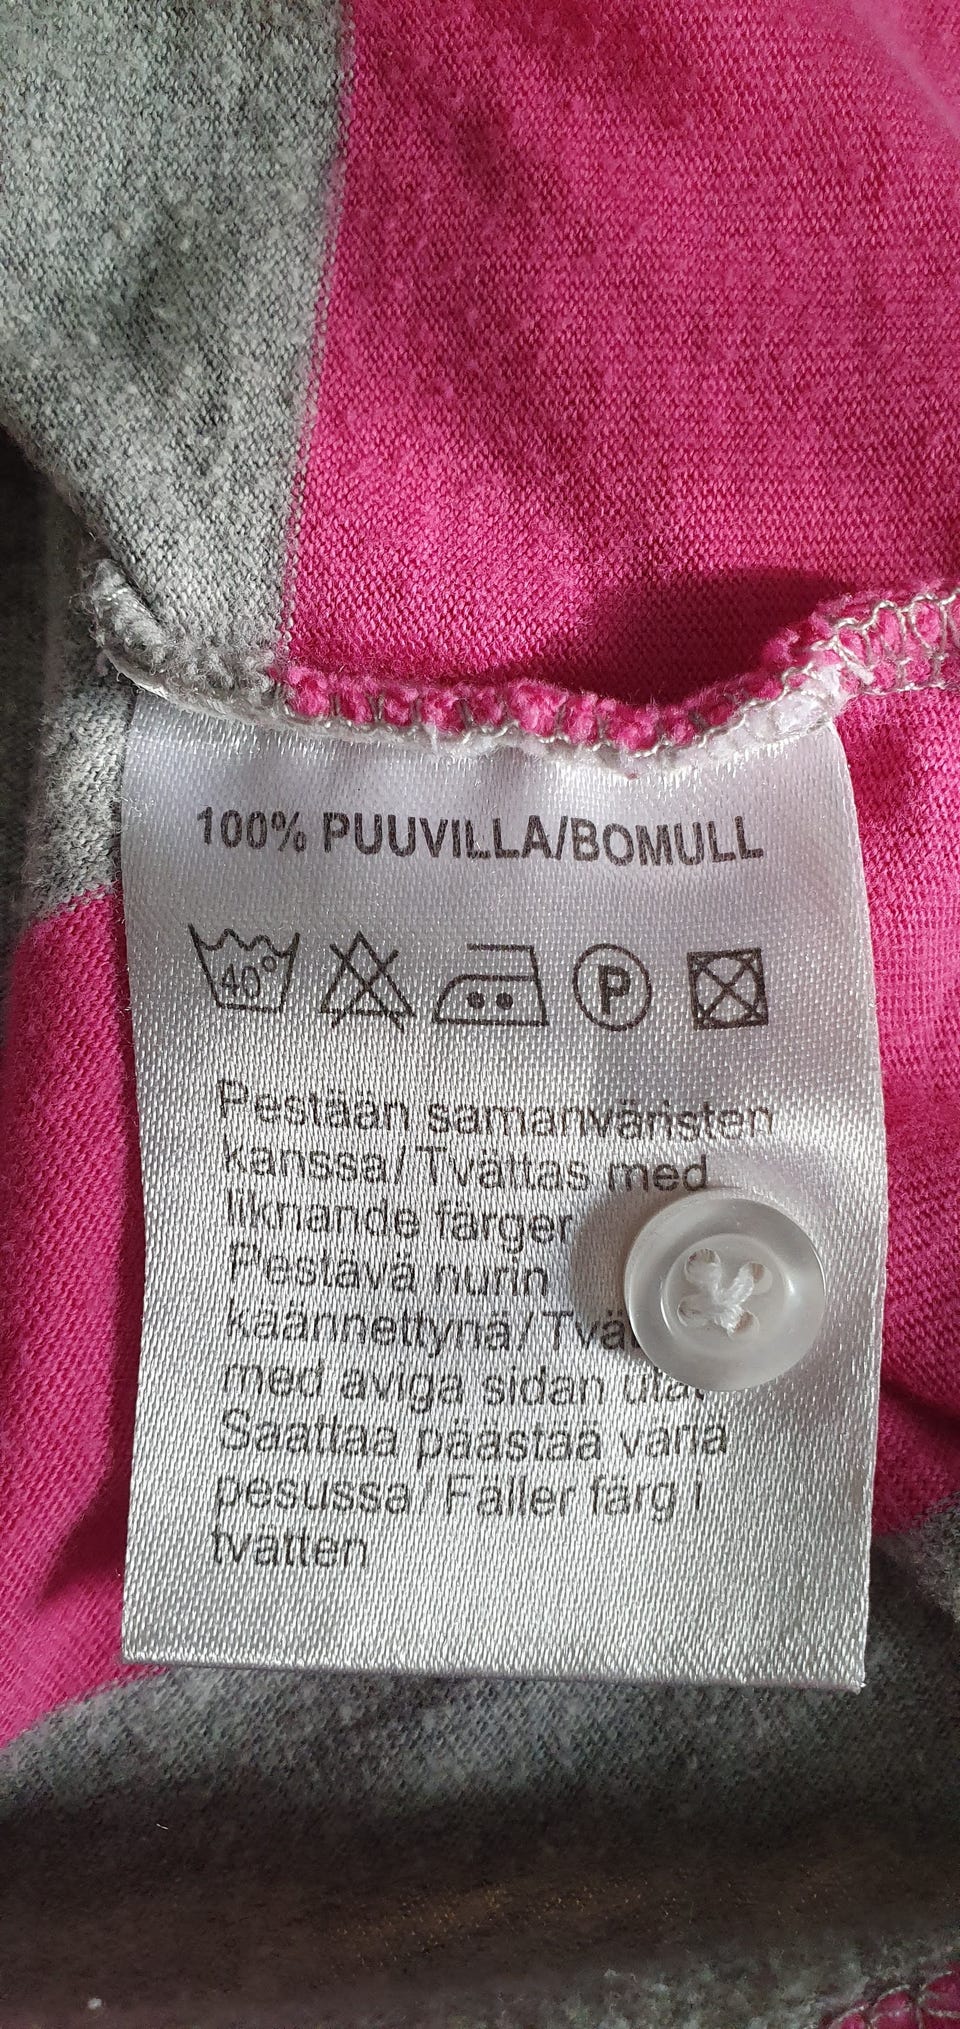 100% PUUVILLA/BOMULL
40°
P
Pestään samanväristen
kanssa/Tvättas med
liknande färger
Pestävä nurin
käännettynä/
med aviga sidan
Saattaa päästää väriä
pesussa/Fäller färg i
tvätten